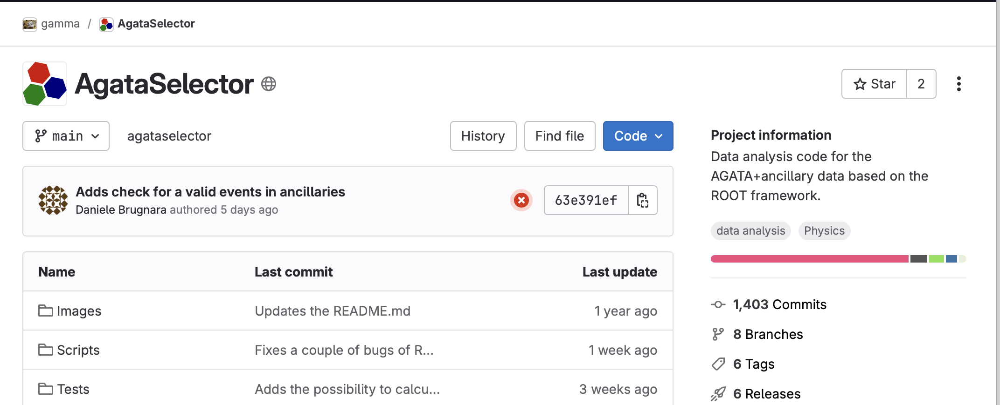 gamma / AgataSelector
AgataSelector
Star 2
main agataselector History Find file Code
Adds check for a valid events in ancillaries
Daniele Brugnara authored 5 days ago
63e391ef
Name Last commit Last update
Images Updates the README.md 1 year ago
Scripts Fixes a couple of bugs of R... 1 week ago
Tests Adds the possibility to calcu... 3 weeks ago
Project information
Data analysis code for the
AGATA+ancillary data based on the
ROOT framework.
data analysis Physics
1,403 Commits
8 Branches
6 Tags
6 Releases